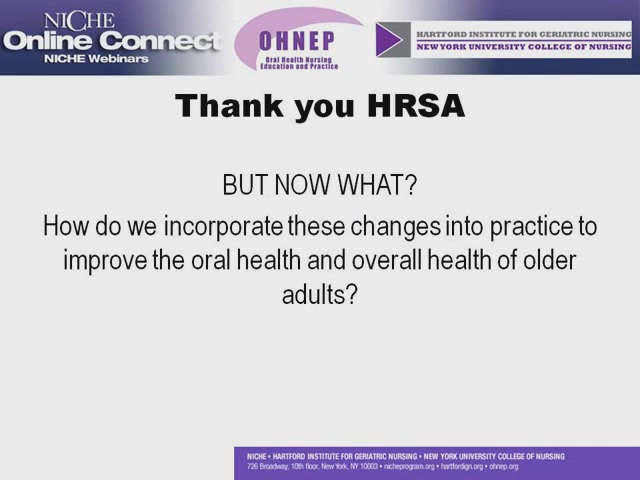 NICHE
Online Connect
NICHE Webinars
OHNEP
Oral Health Nursing
Education and Practice
HARTFORD INSTITUTE FOR GERIATRIC NURSING
NEW YORK UNIVERSITY COLLEGE OF NURSING
Thank you HRSA
BUT NOW WHAT?
How do we incorporate these changes into practice to
improve the oral health and overall health of older
adults?
NICHE • HARTFORD INSTITUTE FOR GERIATRIC NURSING • NEW YORK UNIVERSITY COLLEGE OF NURSING
726 Broadway, 10th floor, New York, NY 10003 • nicheprogram.org • hartfordign.org • ohnep.org